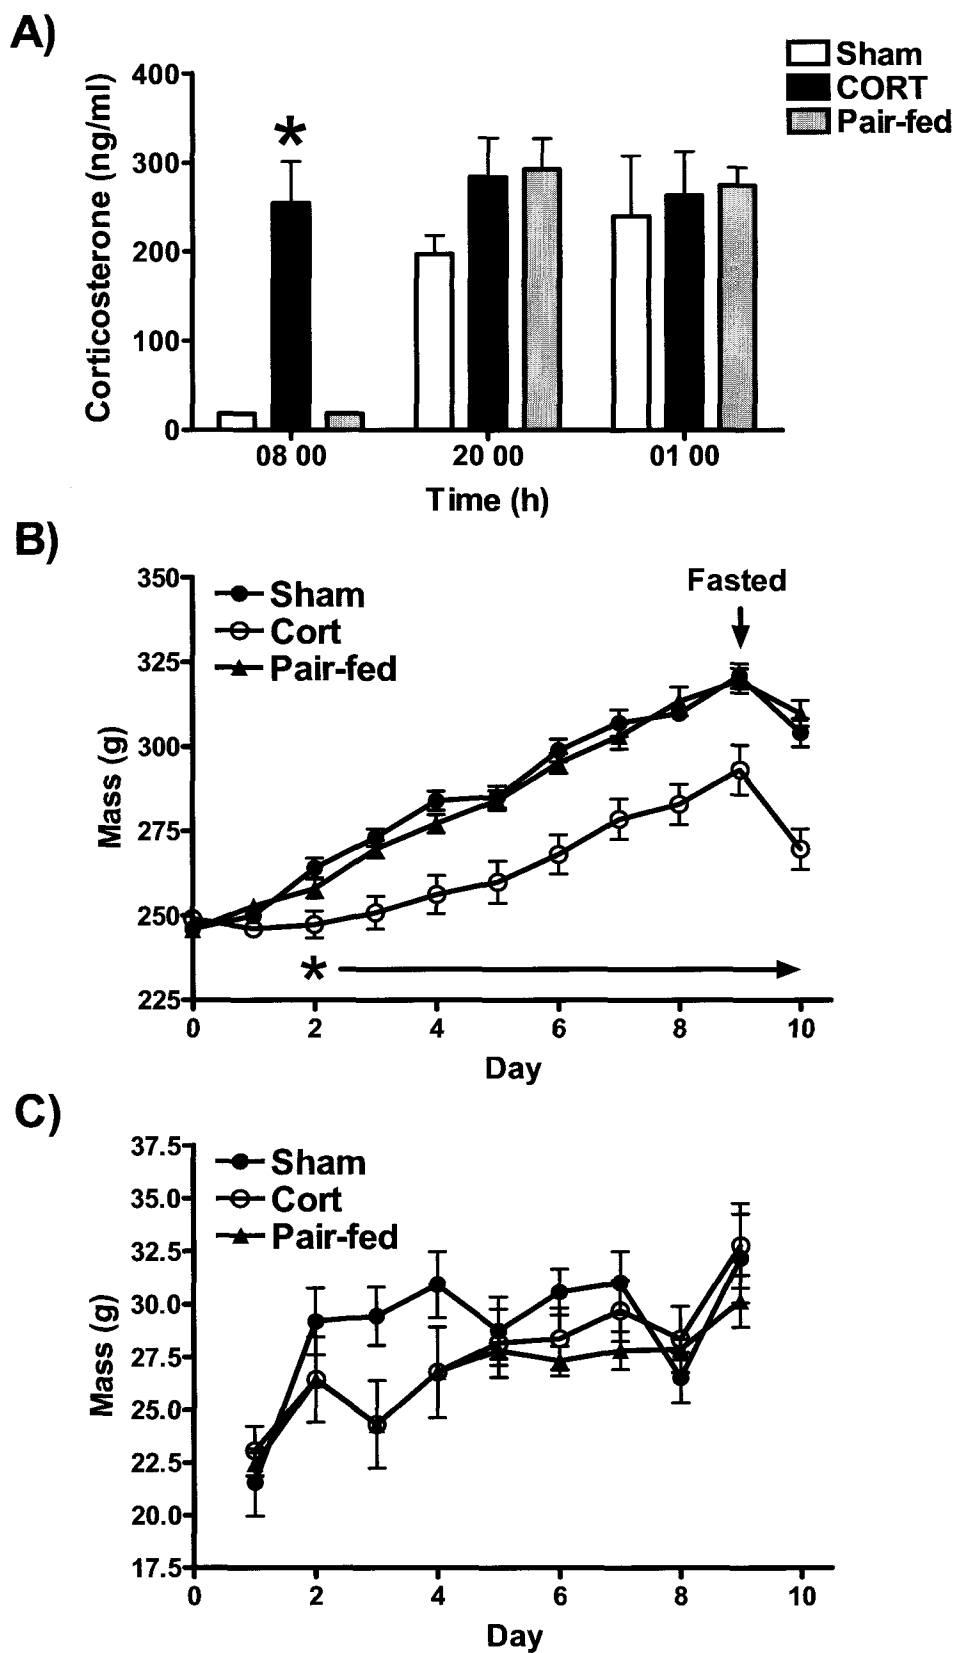 A)
Sham
CORT
Pair-fed
Corticosterone (ng/ml)
400
300
200
100
0
*
08 00
20 00
01 00
Time (h)
B)
Sham
Cort
Pair-fed
Fasted
Mass (g)
350
325
300
275
250
225
*
0
2
4
6
8
10
Day
C)
Sham
Cort
Pair-fed
Mass (g)
37.5
35.0
32.5
30.0
27.5
25.0
22.5
20.0
17.5
0
2
4
6
8
10
Day